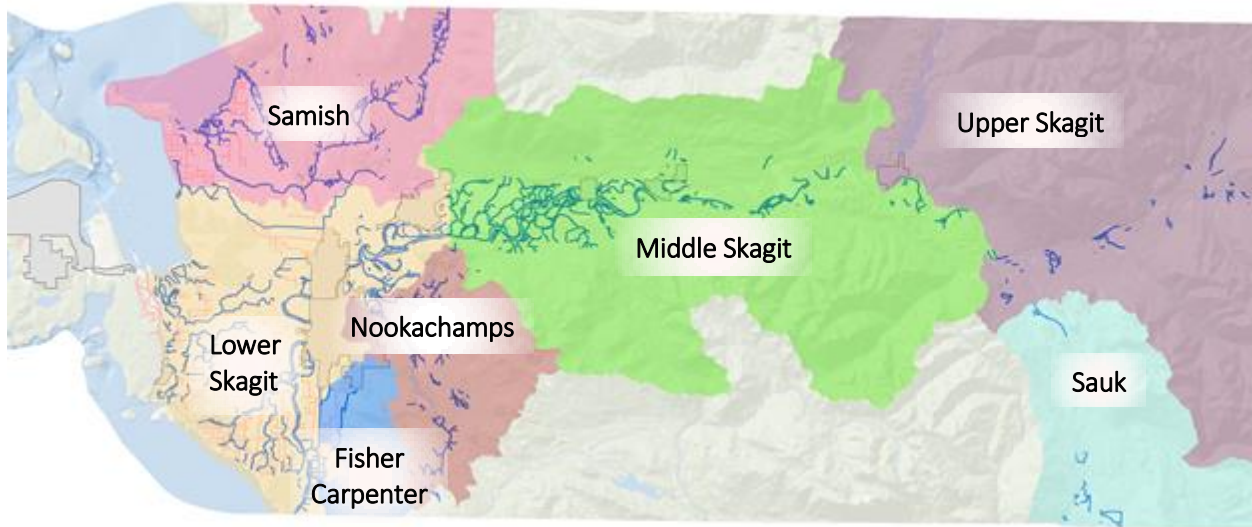 Samish
Upper Skagit
Middle Skagit
Nookachamps
Lower
Skagit
Sauk
Fisher
Carpenter